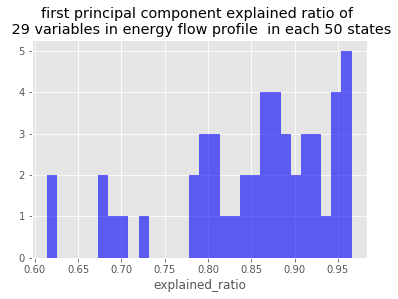 first principal component explained ratio of
29 variables in energy flow profile  in each 50 states
5
4
3
2
1
0
0.60 0.65 0.70 0.75 0.80 0.85 0.90 0.95
explained_ratio